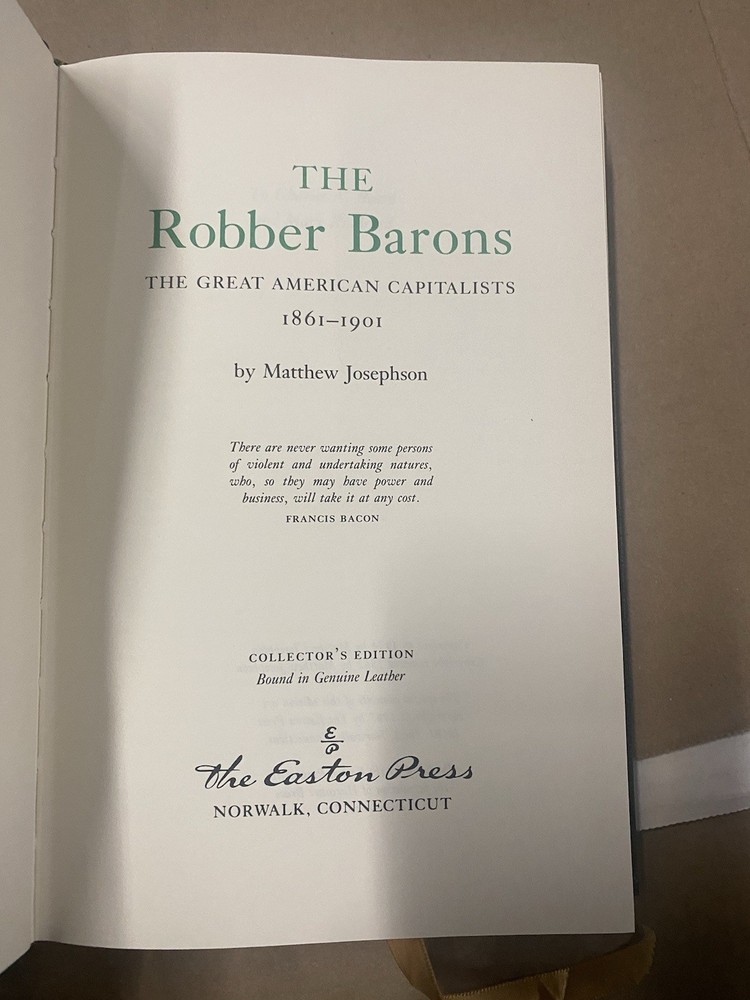 THE
Robber Barons
THE GREAT AMERICAN CAPITALISTS
1861–1901
by Matthew Josephson
There are never wanting some persons
of violent and undertaking natures,
who, so they may have power and
business, will take it at any cost.
FRANCIS BACON
COLLECTOR'S EDITION
Bound in Genuine Leather
E
P
The Easton Press
NORWALK, CONNECTICUT